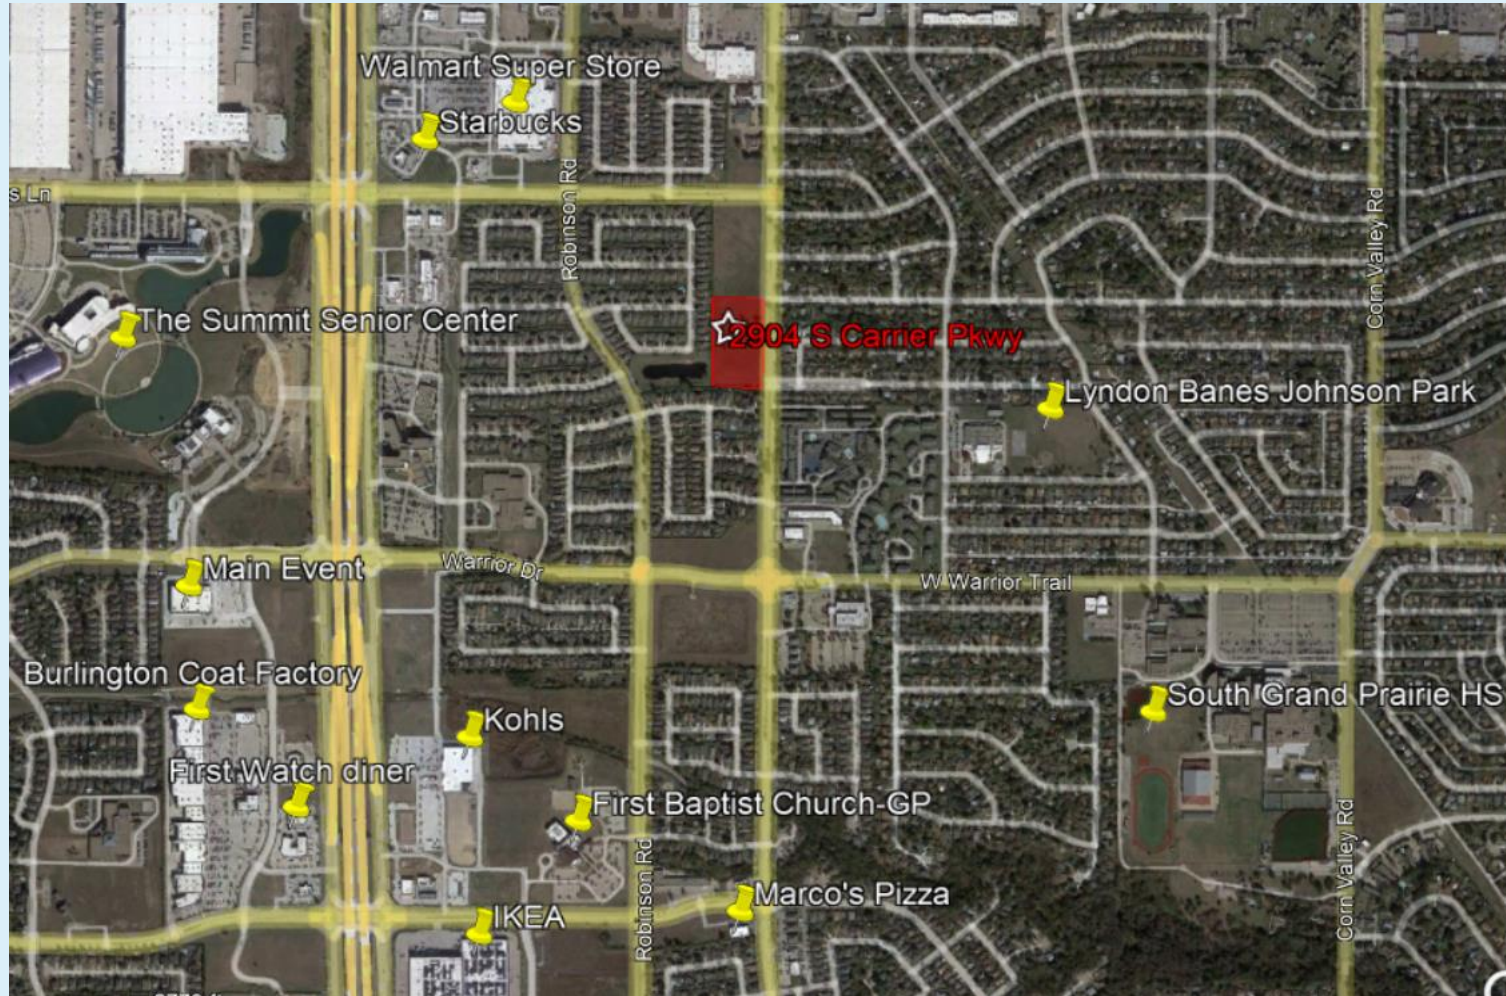 Walmart Super Store
Starbucks
s Ln
Robinson Rd
Corn Valley Rd
The Summit Senior Center
2904 S Carrier Pkwy
Lyndon Banes Johnson Park
Main Event
Warrior Dr
W Warrior Trail
Burlington Coat Factory
South Grand Prairie HS
Kohls
First Watch diner
First Baptist Church-GP
Robinson Rd
Corn Valley Rd
Marco's Pizza
IKEA